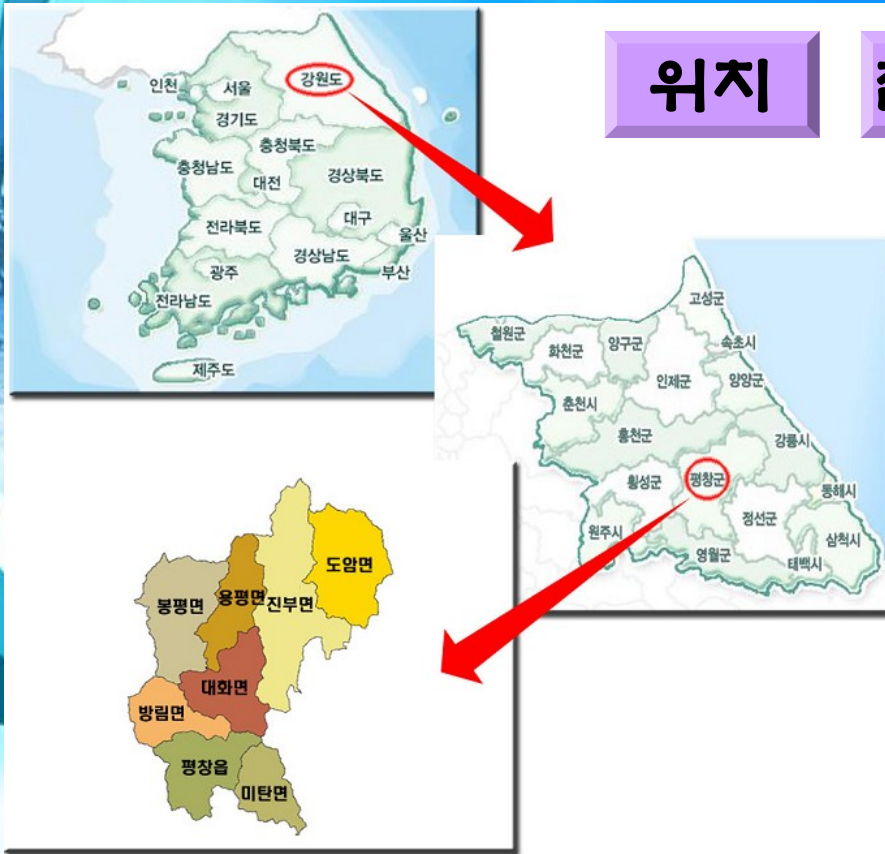 위치
인천
서울
강원도
경기도
충청북도
충청남도
대전
경상북도
전라북도
대구
울산
경상남도
광주
부산
전라남도
제주도
고성군
철원군
화천군
양구군
속초시
인제군
양양군
춘천시
홍천군
강릉시
횡성군
평창군
동해시
정선군
원주시
삼척시
영월군
태백시
도암면
봉평면
용평면
진부면
대화면
방림면
평창읍
미탄면